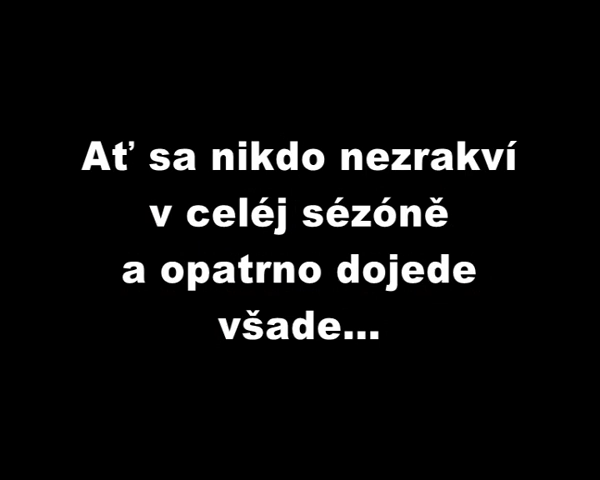 Ať sa nikdo nezrakví
v celéj sézóně
a opatrno dojede
všade...